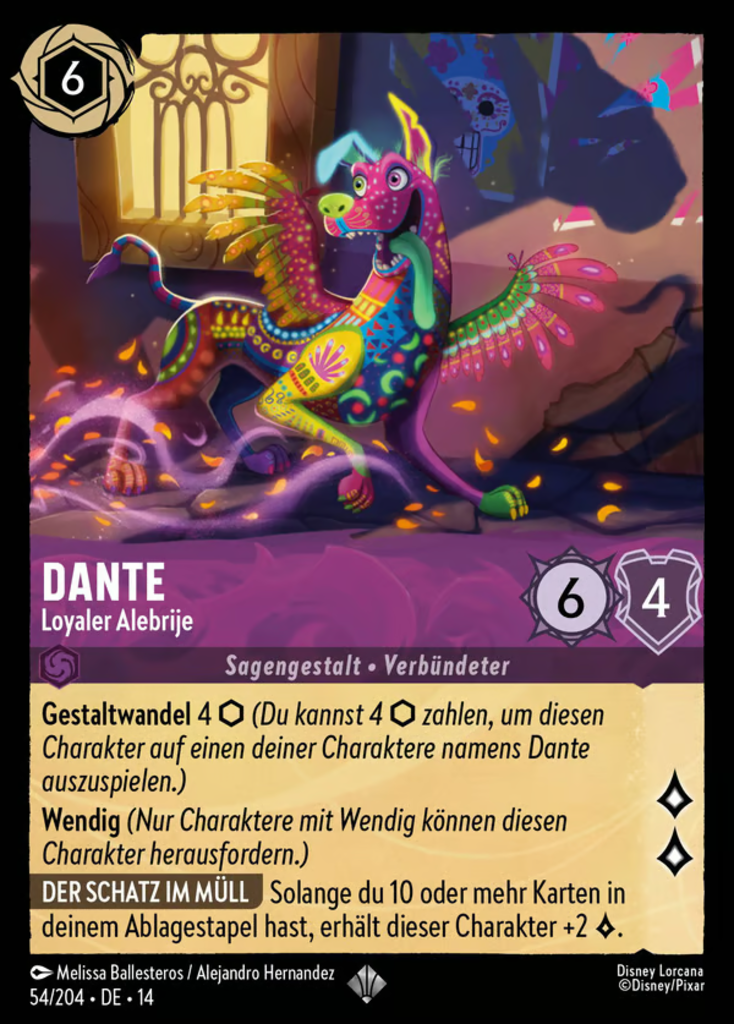 6
DANTE
Loyaler Alebrije
6 4
Sagengestalt • Verbündeter
Gestaltwandel 4 ⬡ (Du kannst 4 ⬡ zahlen, um diesen
Charakter auf einen deiner Charaktere namens Dante
auszuspielen.)
Wendig (Nur Charaktere mit Wendig können diesen
Charakter herausfordern.)
DER SCHATZ IM MÜLL Solange du 10 oder mehr Karten in
deinem Ablagestapel hast, erhält dieser Charakter +2 ⟡.
Melissa Ballesteros / Alejandro Hernandez
54/204 • DE • 14
Disney Lorcana
©Disney/Pixar